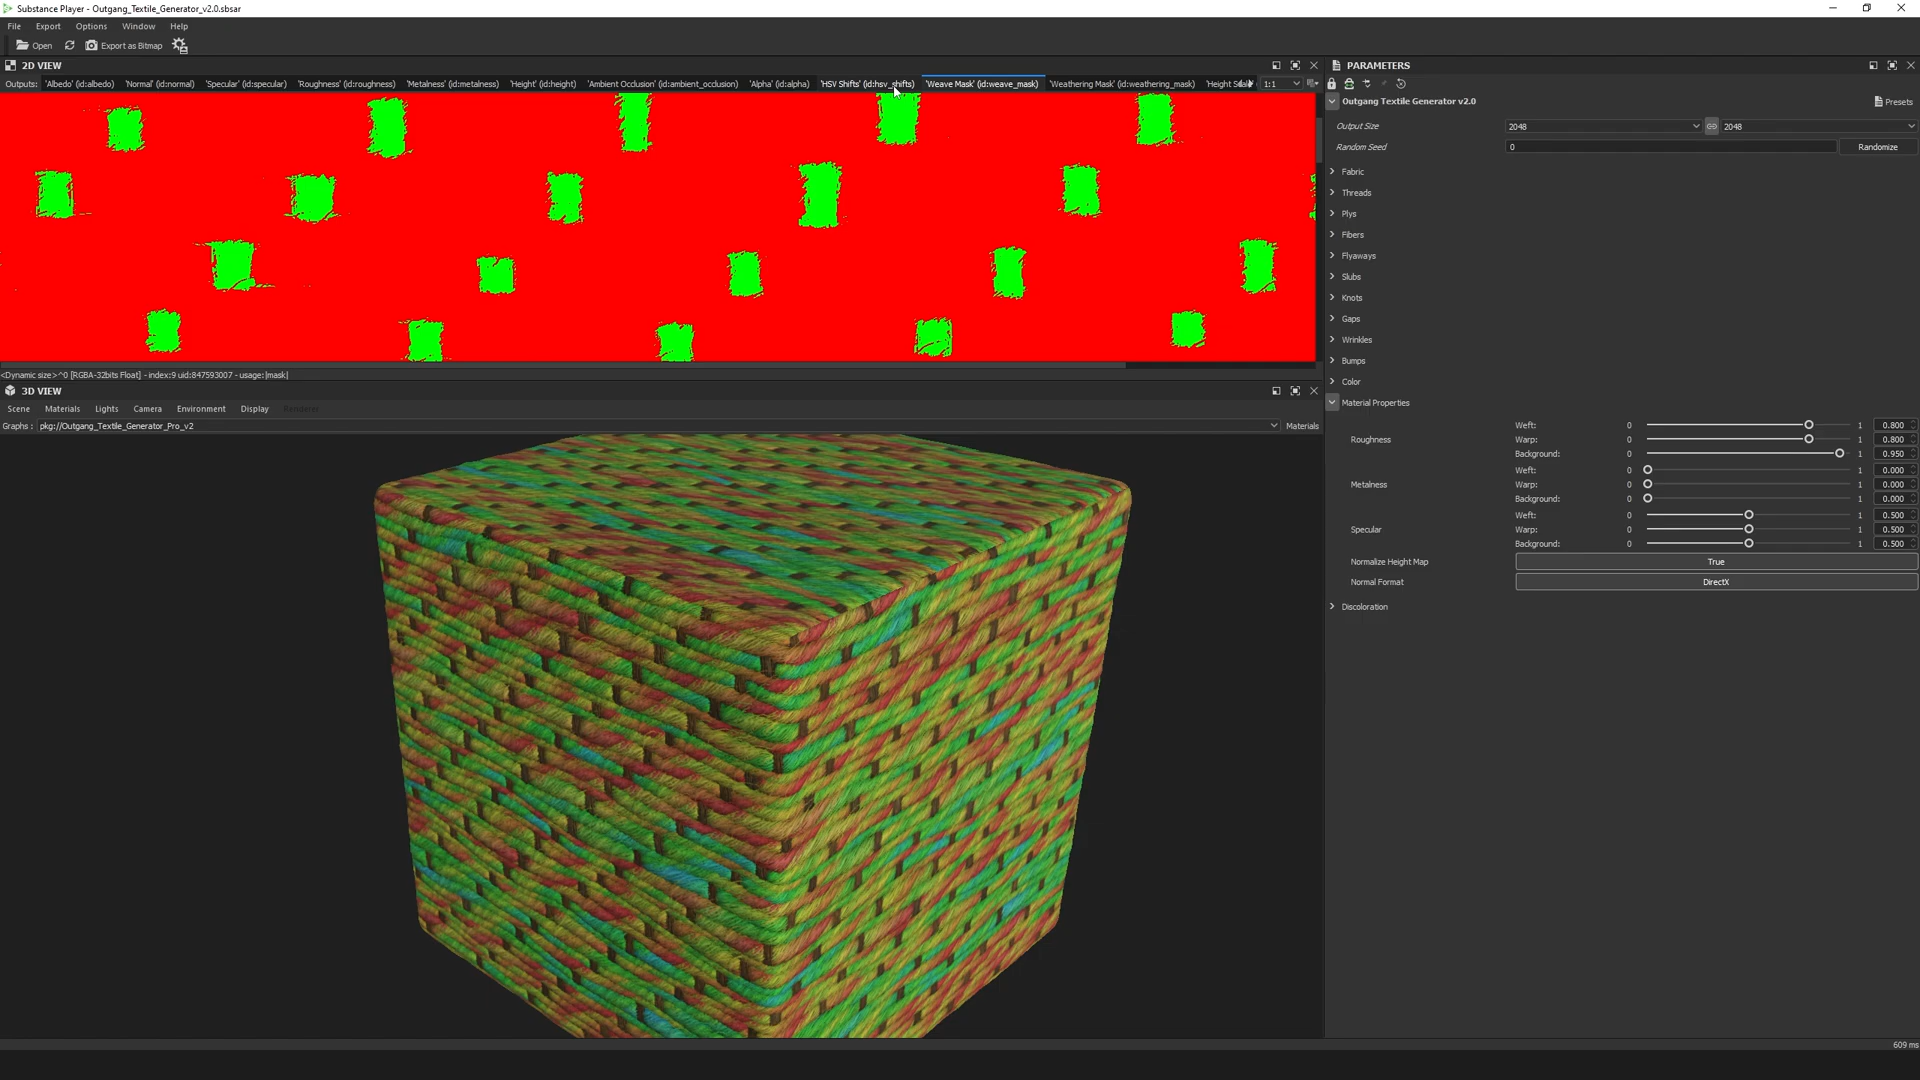 Substance Player - Outgang_Textile_Generator_v2.0.sbsar
File Export Options Window Help
Open Export as Bitmap
2D VIEW
Outputs: 'Albedo' (id:albedo) 'Normal' (id:normal) 'Specular' (id:specular) 'Roughness' (id:roughness) 'Metalness' (id:metalness) 'Height' (id:height) 'Ambient Occlusion' (id:ambient_occlusion) 'Alpha' (id:alpha) 'HSV Shifts' (id:hsv_shifts) 'Weave Mask' (id:weave_mask) 'Weathering Mask' (id:weathering_mask) 'Height 1:1
<Dynamic size>^0 [RGBA-32bits Float] - index:9 uid:847593007 - usage:|mask|
3D VIEW
Scene Materials Lights Camera Environment Display Renderer
Graphs : pkg://Outgang_Textile_Generator_Pro_v2 Materials
PARAMETERS
Outgang Textile Generator v2.0 Presets
Output Size 2048 2048
Random Seed 0 Randomize
Fabric
Threads
Plys
Fibers
Flyaways
Slubs
Knots
Gaps
Wrinkles
Bumps
Color
Material Properties
Roughness
Weft: 0 1 0.800
Warp: 0 1 0.800
Background: 0 1 0.950
Metalness
Weft: 0 1 0.000
Warp: 0 1 0.000
Background: 0 1 0.000
Specular
Weft: 0 1 0.500
Warp: 0 1 0.500
Background: 0 1 0.500
Normalize Height Map True
Normal Format DirectX
Discoloration
609 ms